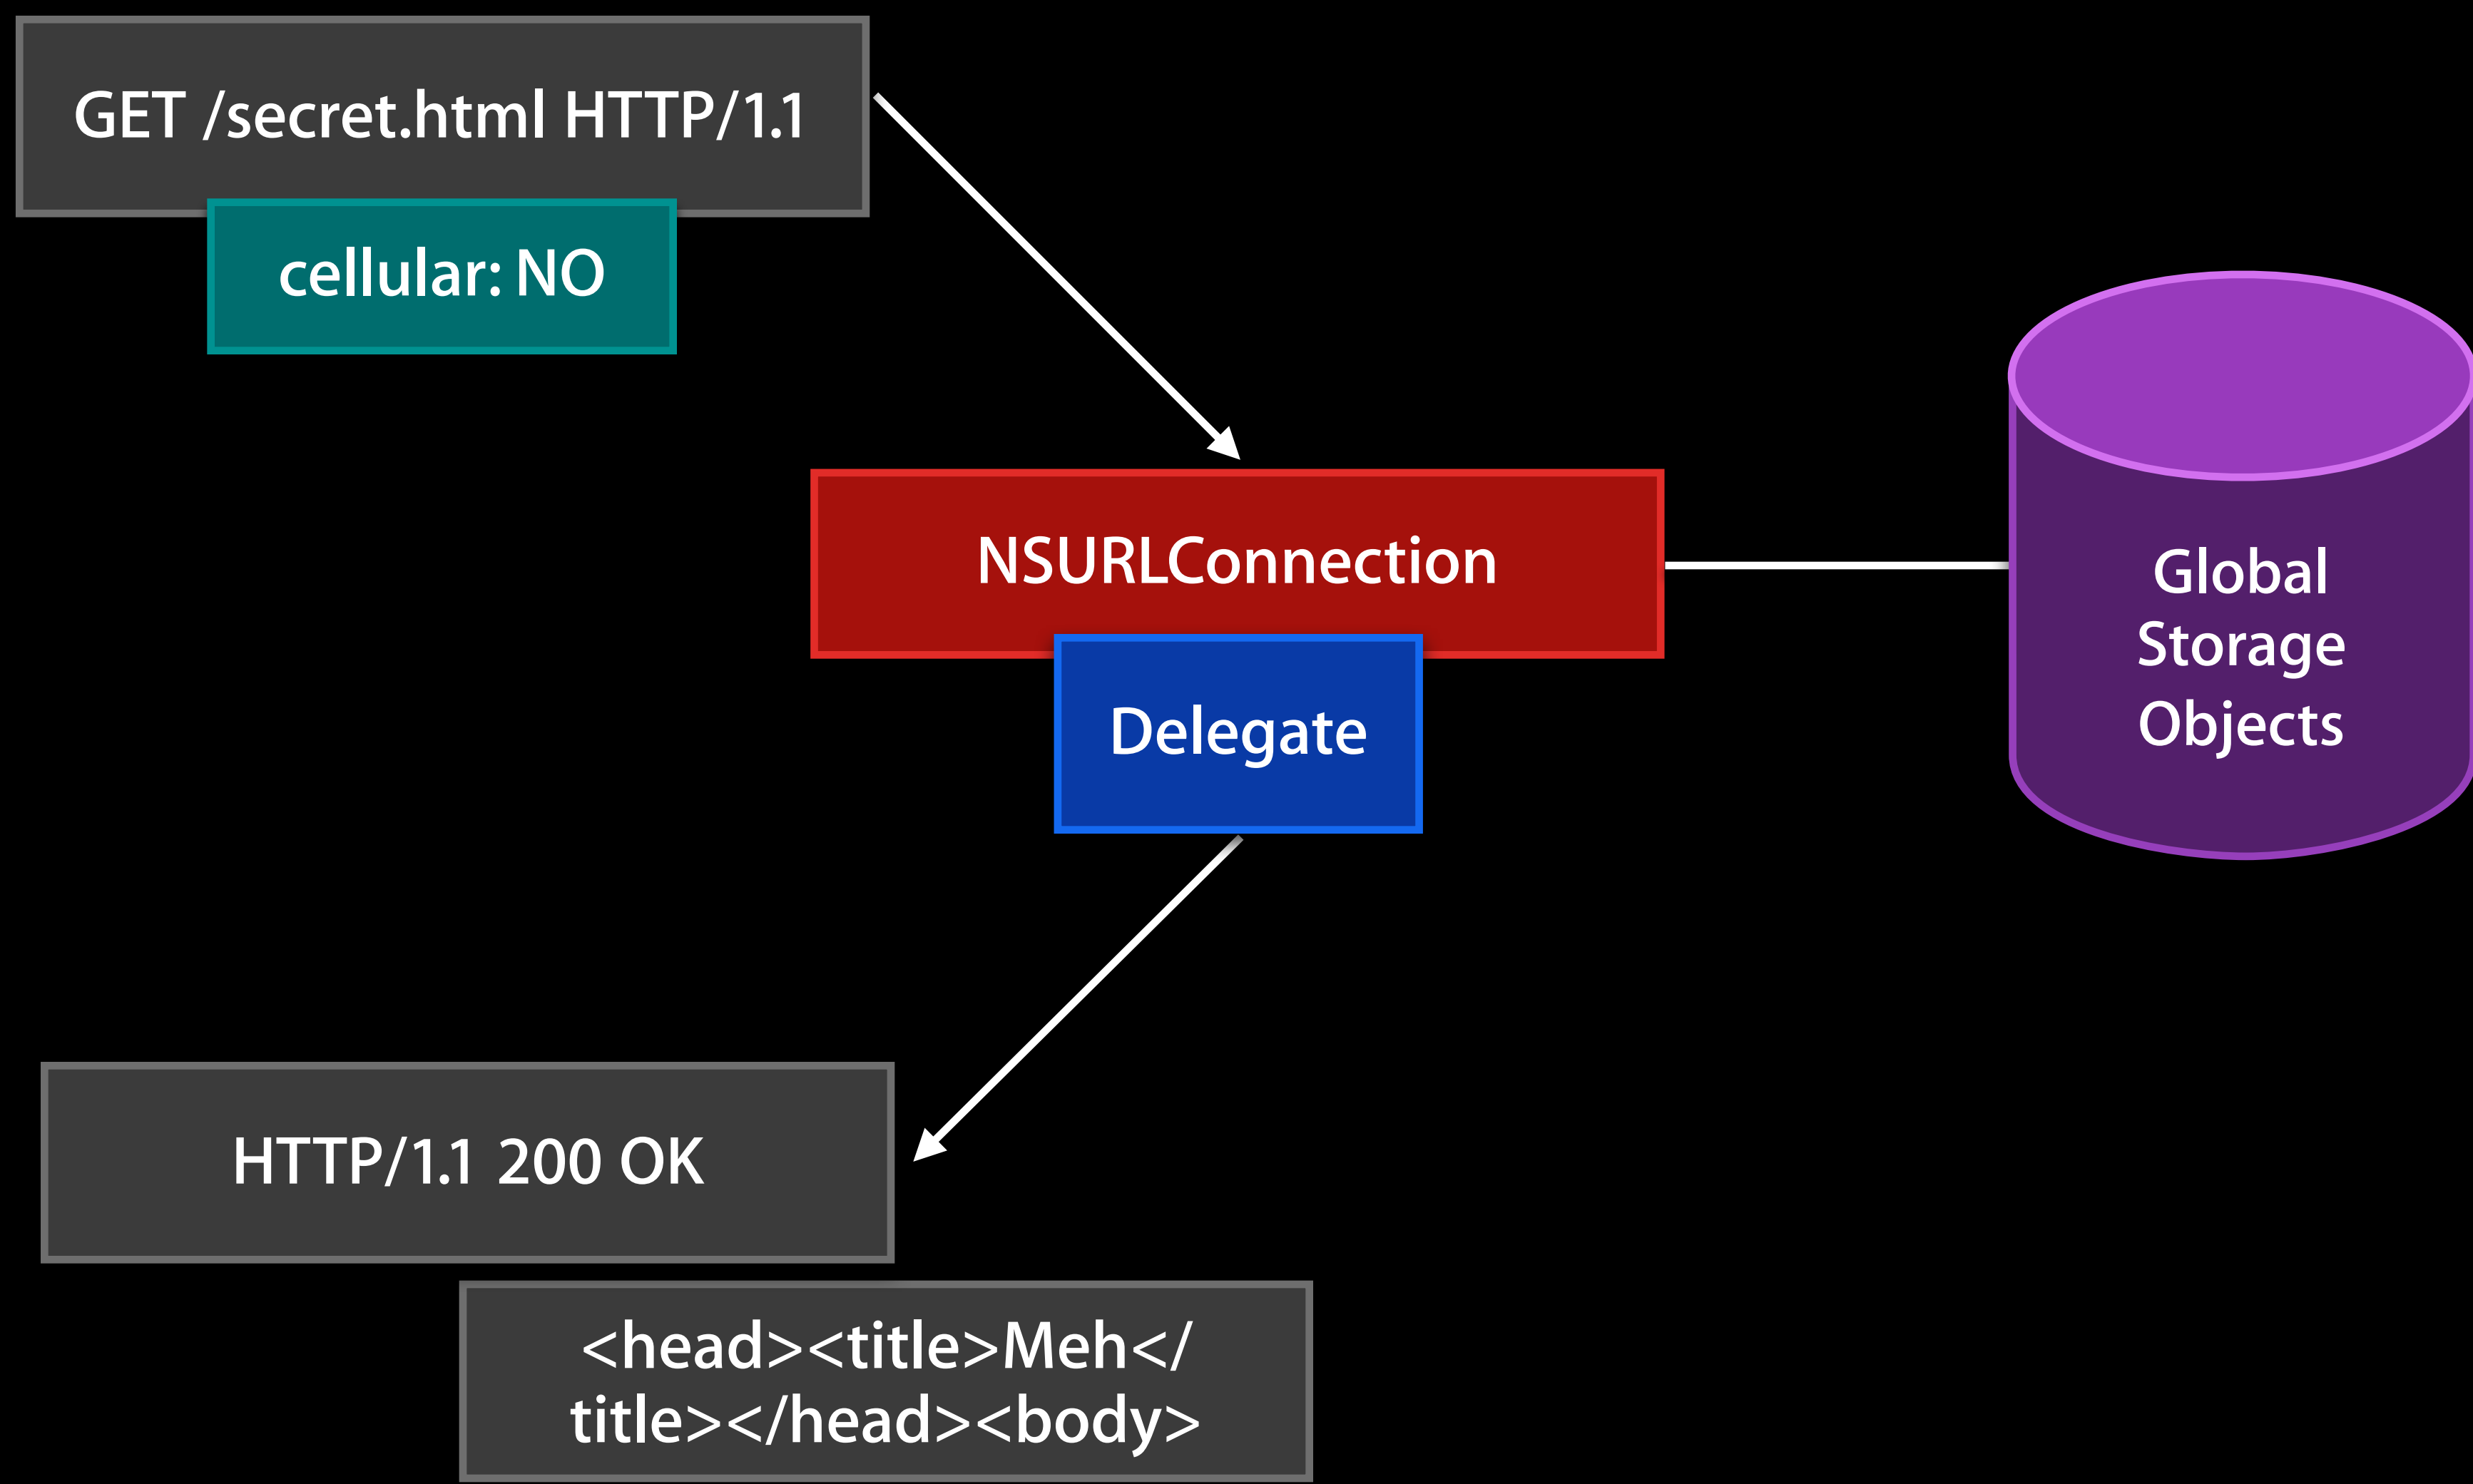 GET /secret.html HTTP/1.1
cellular: NO
NSURLConnection
Delegate
Global
Storage
Objects
HTTP/1.1 200 OK
<head><title>Meh</
title></head><body>